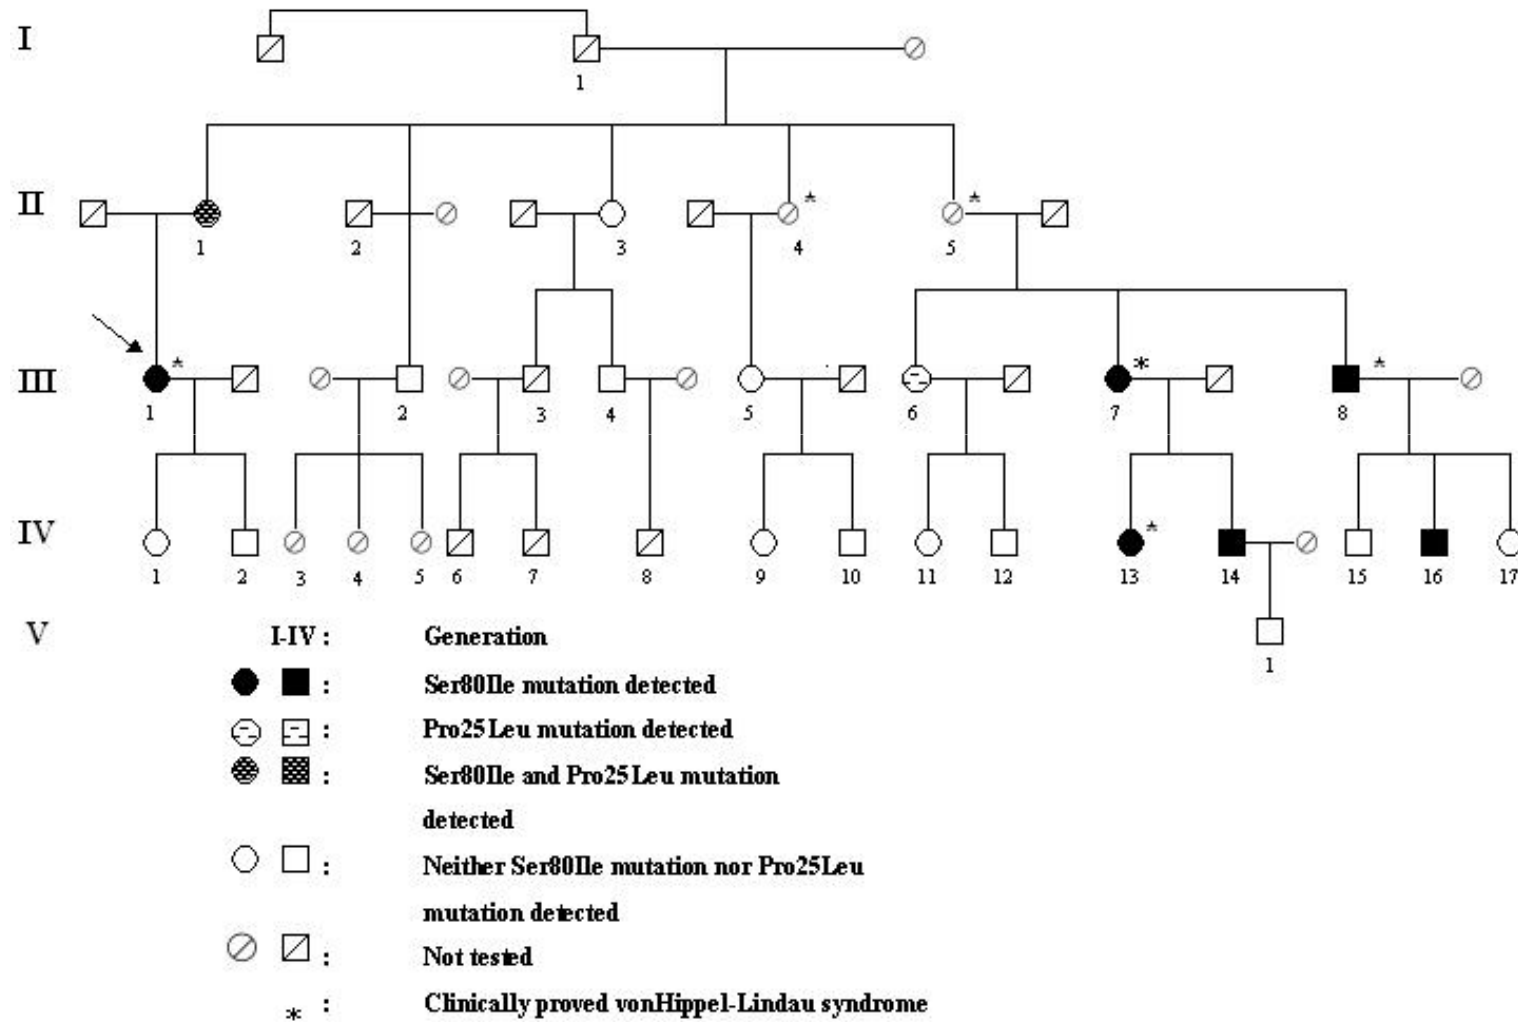 I
1
II
1 2 3 * 4 * 5
III
* * *
1 2 3 4 5 6 7 8
IV
*
1 2 3 4 5 6 7 8 9 10 11 12 13 14 15 16 17
V
1
I-IV : Generation
: Ser80Ile mutation detected
: Pro25Leu mutation detected
: Ser80Ile and Pro25Leu mutation
detected
: Neither Ser80Ile mutation nor Pro25Leu
mutation detected
: Not tested
* : Clinically proved vonHippel-Lindau syndrome